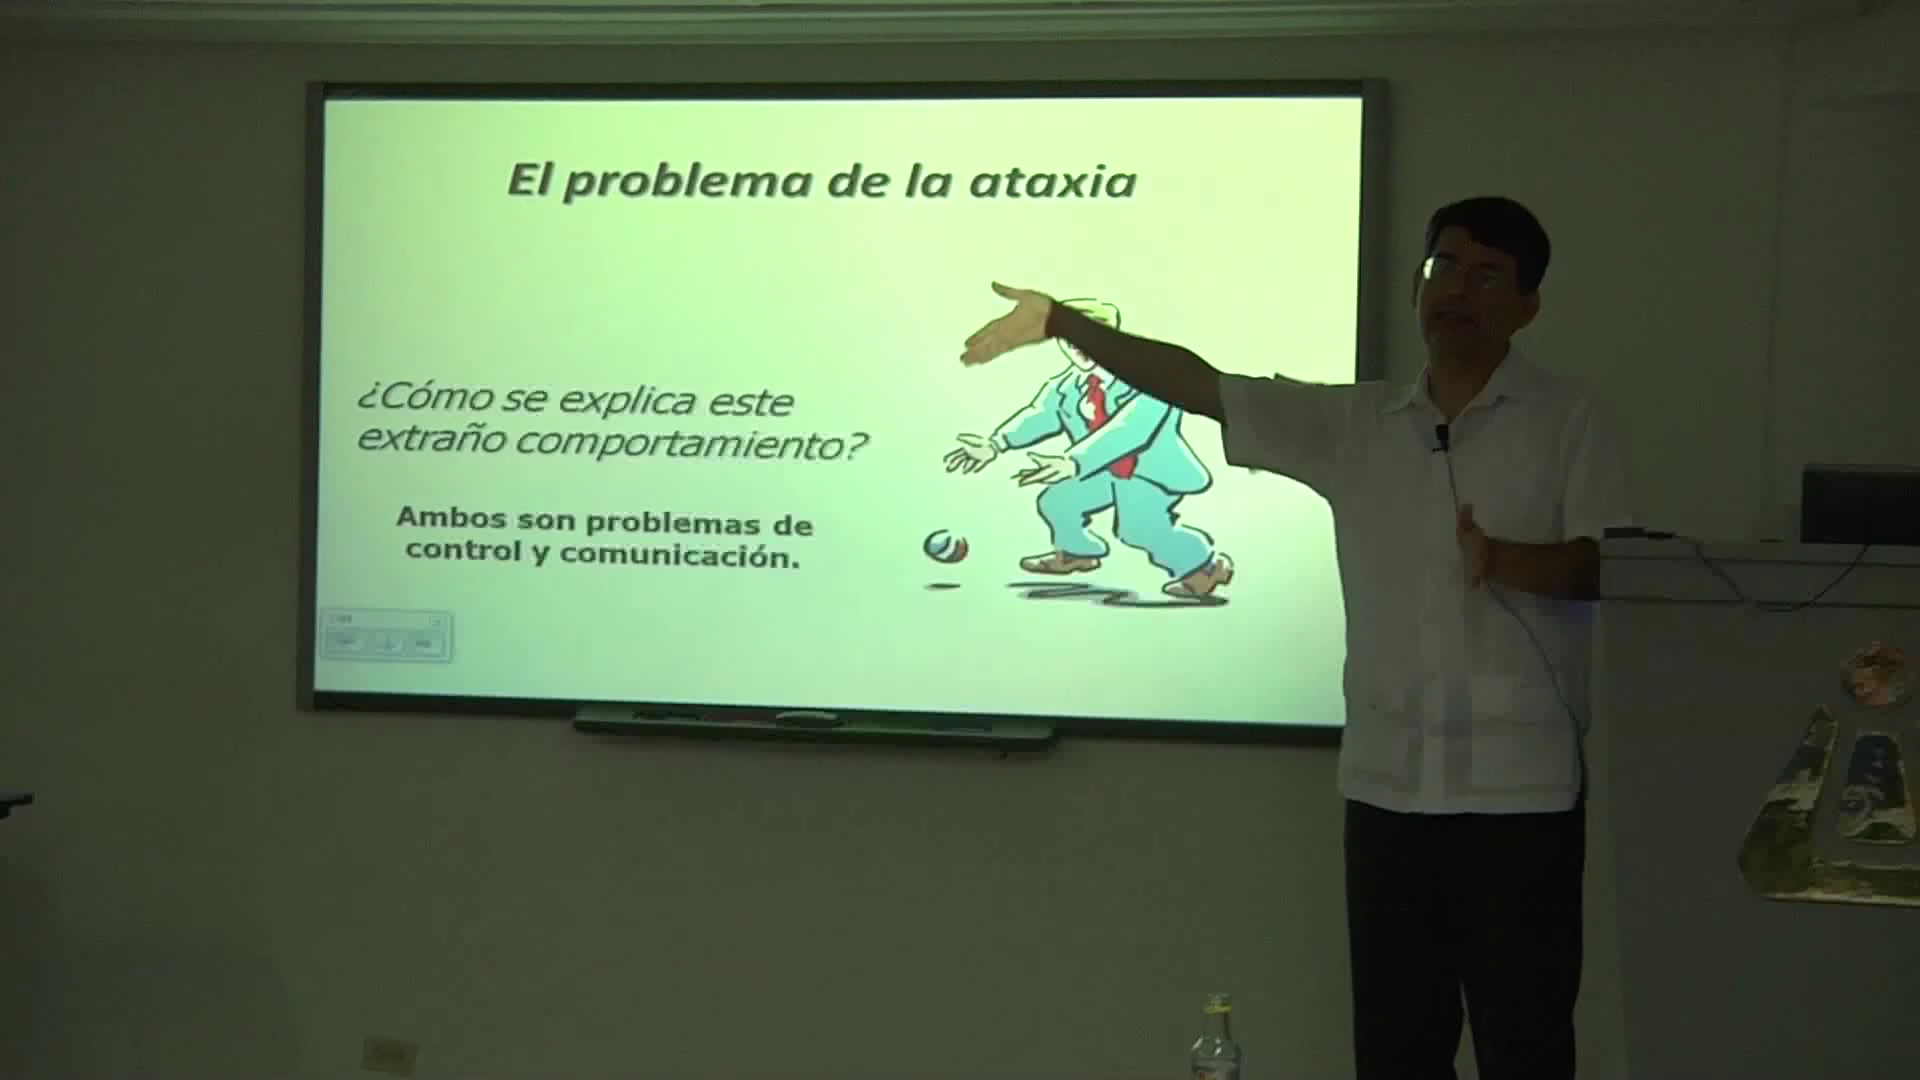 El problema de la ataxia
¿Cómo se explica este
extraño comportamiento?
Ambos son problemas de
control y comunicación.